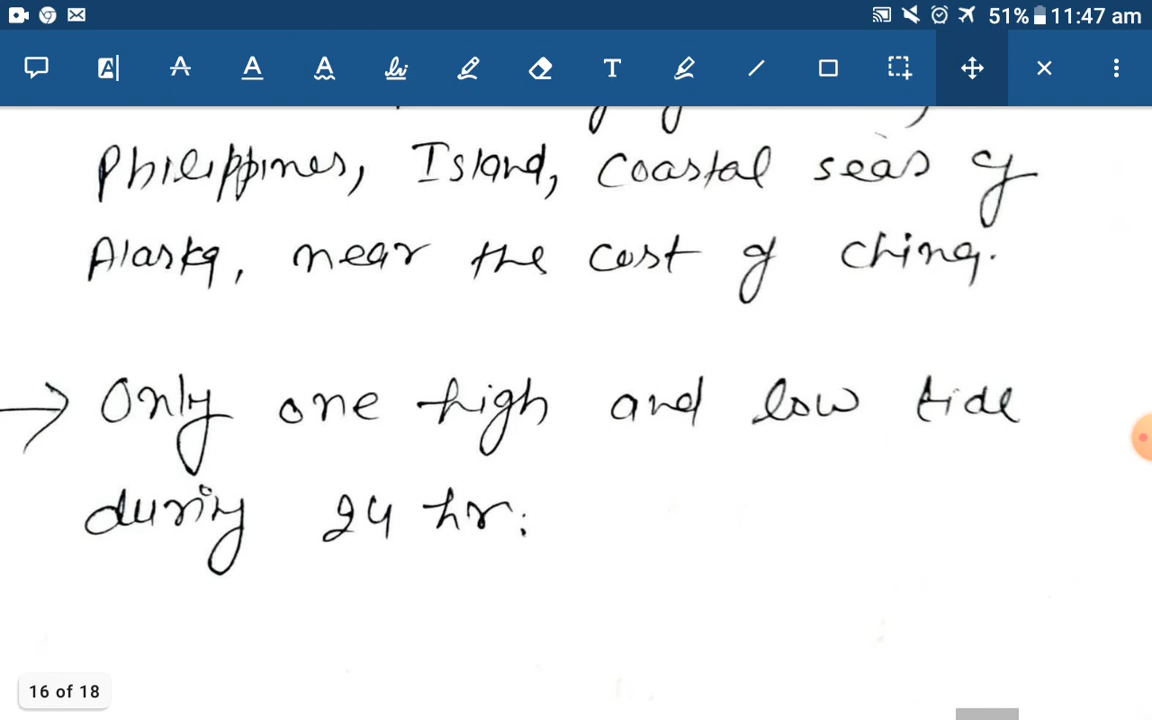 51% 11:47 am
Philippines, Island, Coastal seas of
Alaska, near the cost of China.
→ Only one high and low tide
during 24 hr.
16 of 18